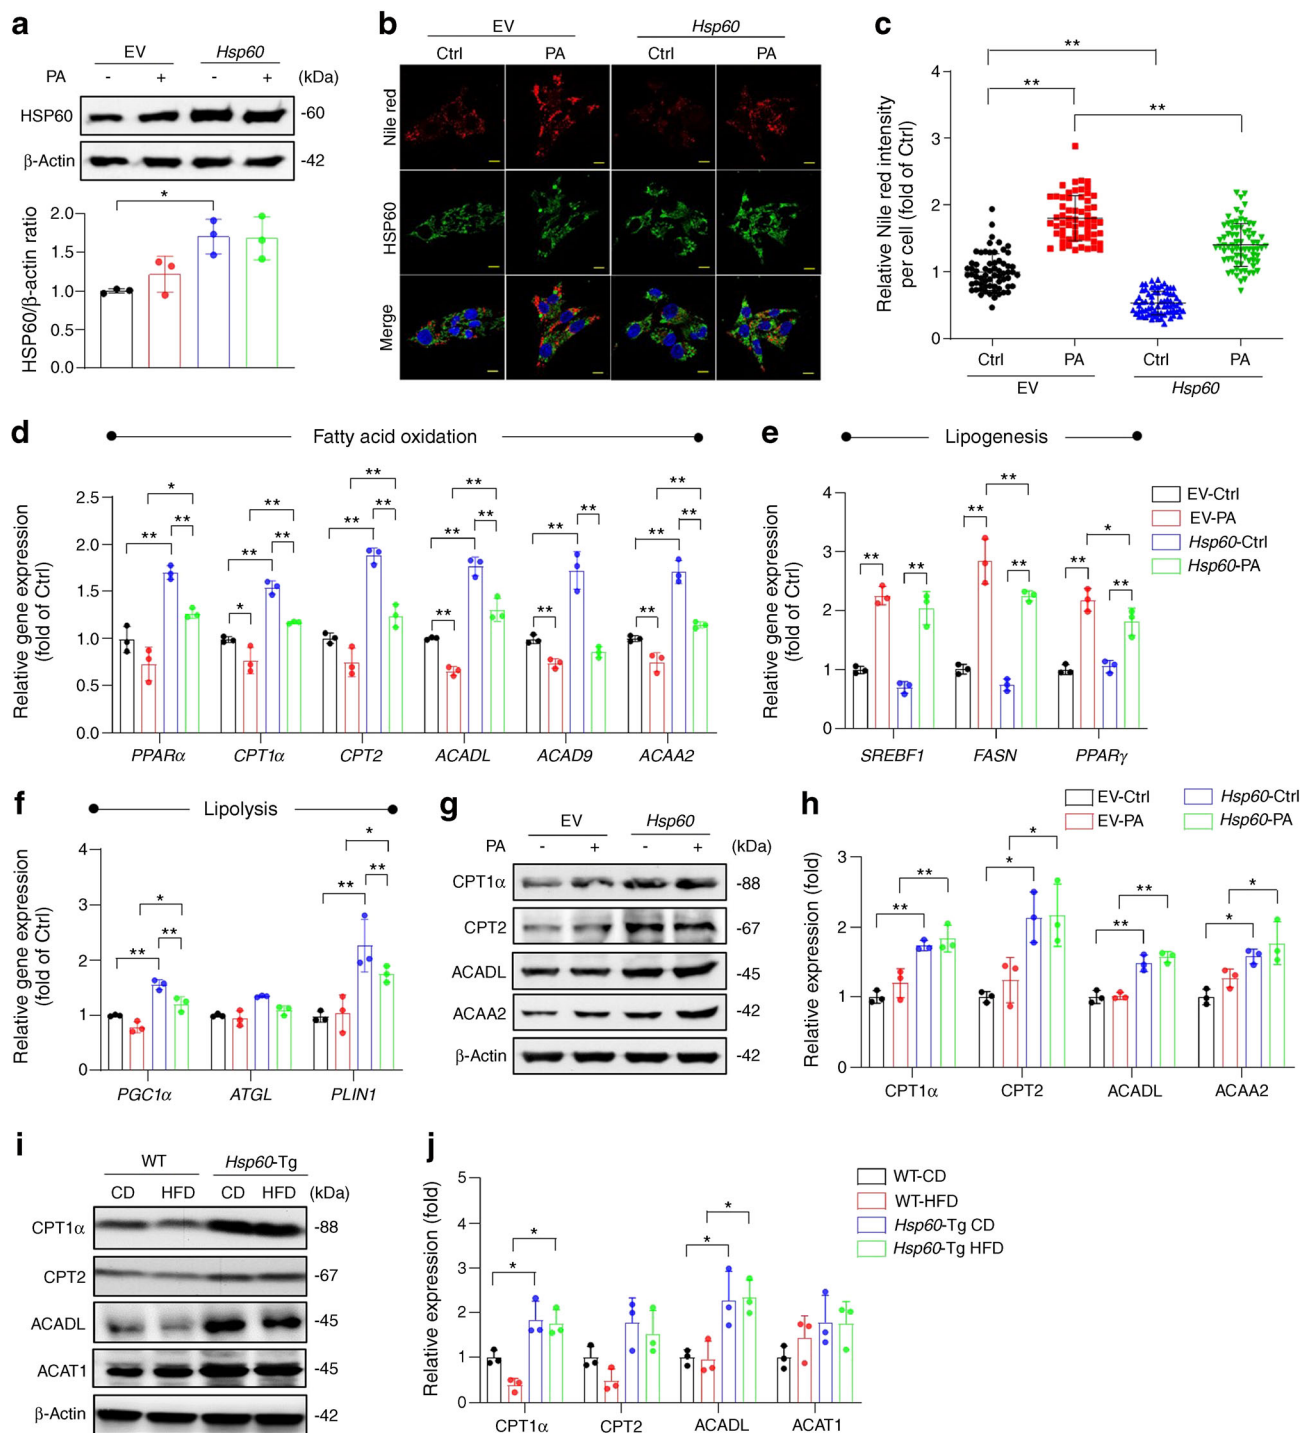 a
EV Hsp60
PA - + - + (kDa)
HSP60 -60
β-Actin -42
HSP60/β-actin ratio
2.0
1.5
1.0
0.5
0.0
*
b
EV Hsp60
Ctrl PA Ctrl PA
Nile red
HSP60
Merge
c
Relative Nile red intensity
per cell (fold of Ctrl)
4
3
2
1
0
**
**
**
Ctrl PA Ctrl PA
EV Hsp60
d
Fatty acid oxidation
Relative gene expression
(fold of Ctrl)
2.5
2.0
1.5
1.0
0.5
0.0
* ** ** ** ** **
** ** ** ** ** **
** ** ** ** **
* ** ** **
PPARα CPT1α CPT2 ACADL ACAD9 ACAA2
e
Lipogenesis
Relative gene expression
(fold of Ctrl)
4
3
2
1
0
** ** ** ** * ** **
SREBF1 FASN PPARγ
EV-Ctrl
EV-PA
Hsp60-Ctrl
Hsp60-PA
f
Lipolysis
Relative gene expression
(fold of Ctrl)
4
3
2
1
0
** * ** ** * **
PGC1α ATGL PLIN1
g
EV Hsp60
PA - + - + (kDa)
CPT1α -88
CPT2 -67
ACADL -45
ACAA2 -42
β-Actin -42
h
EV-Ctrl Hsp60-Ctrl
EV-PA Hsp60-PA
Relative expression (fold)
3
2
1
0
** ** * * ** ** * *
CPT1α CPT2 ACADL ACAA2
i
WT Hsp60-Tg
CD HFD CD HFD (kDa)
CPT1α -88
CPT2 -67
ACADL -45
ACAT1 -45
β-Actin -42
j
Relative expression (fold)
5
4
3
2
1
0
* * * *
CPT1α CPT2 ACADL ACAT1
WT-CD
WT-HFD
Hsp60-Tg CD
Hsp60-Tg HFD